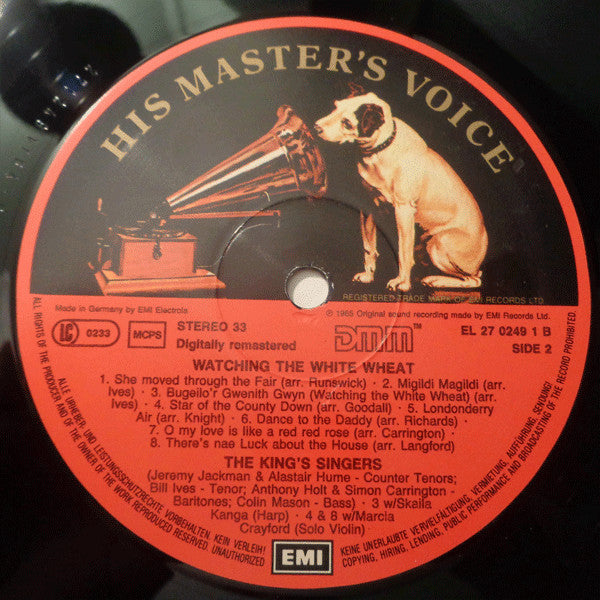 HIS MASTER'S VOICE
REGISTERED TRADE MARK OF EMI RECORDS LTD
Made in Germany by EMI Electrola
℗ 1985 Original sound recording made by EMI Records Ltd.
LC 0233
MCPS
STEREO 33
Digitally remastered
DMM™
EL 27 0249 1 B
SIDE 2
WATCHING THE WHITE WHEAT
1. She moved through the Fair (arr. Runswick) · 2. Migildi Magildi (arr.
Ives) · 3. Bugeilo'r Gwenith Gwyn (Watching the White Wheat) (arr.
Ives) · 4. Star of the County Down (arr. Goodall) · 5. Londonderry
Air (arr. Knight) · 6. Dance to the Daddy (arr. Richards) ·
7. O my love is like a red red rose (arr. Carrington) ·
8. There's nae Luck about the House (arr. Langford)
THE KING'S SINGERS
(Jeremy Jackman & Alastair Hume - Counter Tenors;
Bill Ives - Tenor; Anthony Holt & Simon Carrington -
Baritones; Colin Mason - Bass) · 3 w/Skaila
Kanga (Harp) · 4 & 8 w/Marcia
Crayford (Solo Violin)
EMI
ALLE URHEBER- UND LEISTUNGSSCHUTZRECHTE VORBEHALTEN. KEIN VERLEIH! KEINE UNERLAUBTE VERVIELFÄLTIGUNG, VERMIETUNG, AUFFÜHRUNG, SENDUNG!
ALL RIGHTS OF THE PRODUCER AND OF THE OWNER OF THE WORK REPRODUCED RESERVED. UNAUTHORIZED COPYING, HIRING, LENDING, PUBLIC PERFORMANCE AND BROADCASTING OF THE RECORD PROHIBITED.